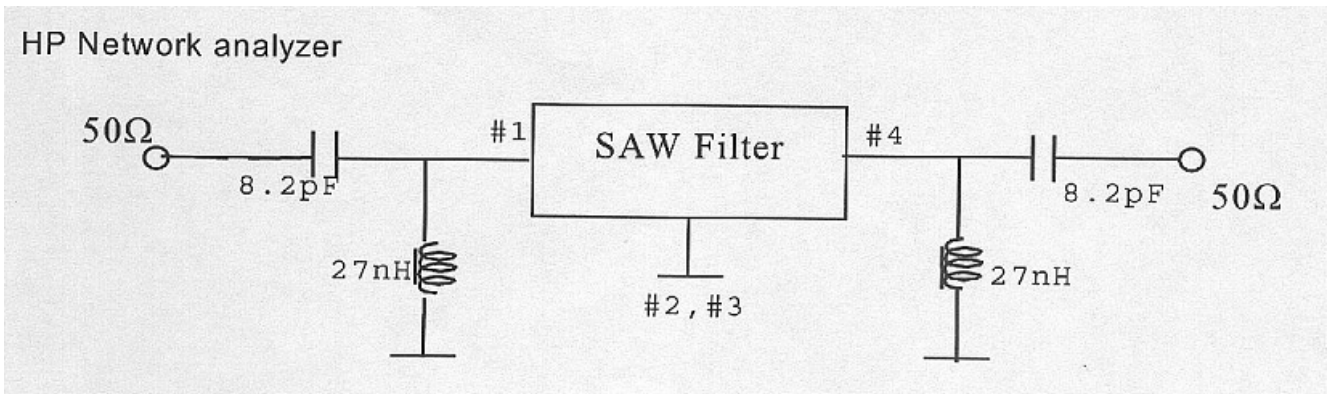 HP Network analyzer
50Ω
#1
SAW Filter
#4
8.2pF
8.2pF
50Ω
27nH
27nH
#2,#3